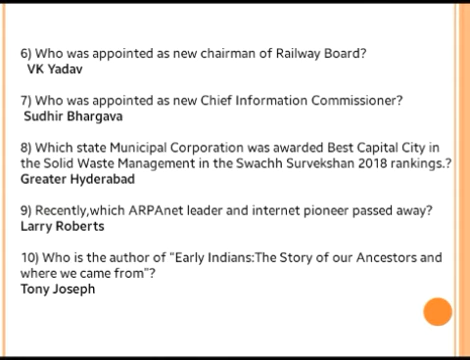 6) Who was appointed as new chairman of Railway Board?
VK Yadav
7) Who was appointed as new Chief Information Commissioner?
Sudhir Bhargava
8) Which state Municipal Corporation was awarded Best Capital City in
the Solid Waste Management in the Swachh Survekshan 2018 rankings.?
Greater Hyderabad
9) Recently,which ARPAnet leader and internet pioneer passed away?
Larry Roberts
10) Who is the author of "Early Indians:The Story of our Ancestors and
where we came from"?
Tony Joseph